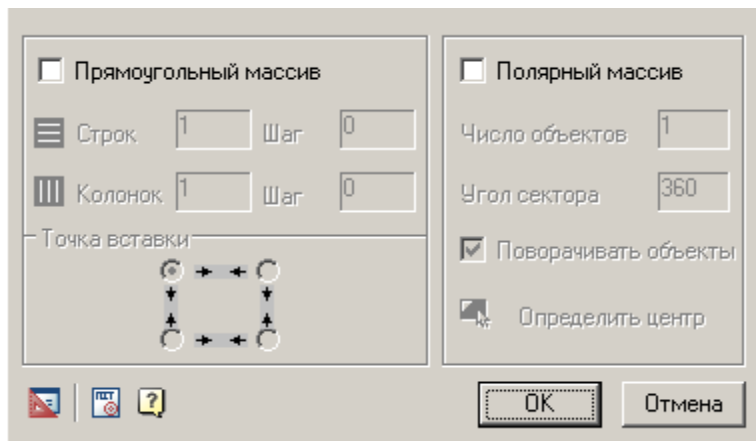 Прямоугольный массив
Строк 1 Шаг 0
Колонок 1 Шаг 0
Точка вставки
Полярный массив
Число объектов 1
Угол сектора 360
Поворачивать объекты
Определить центр
OK Отмена